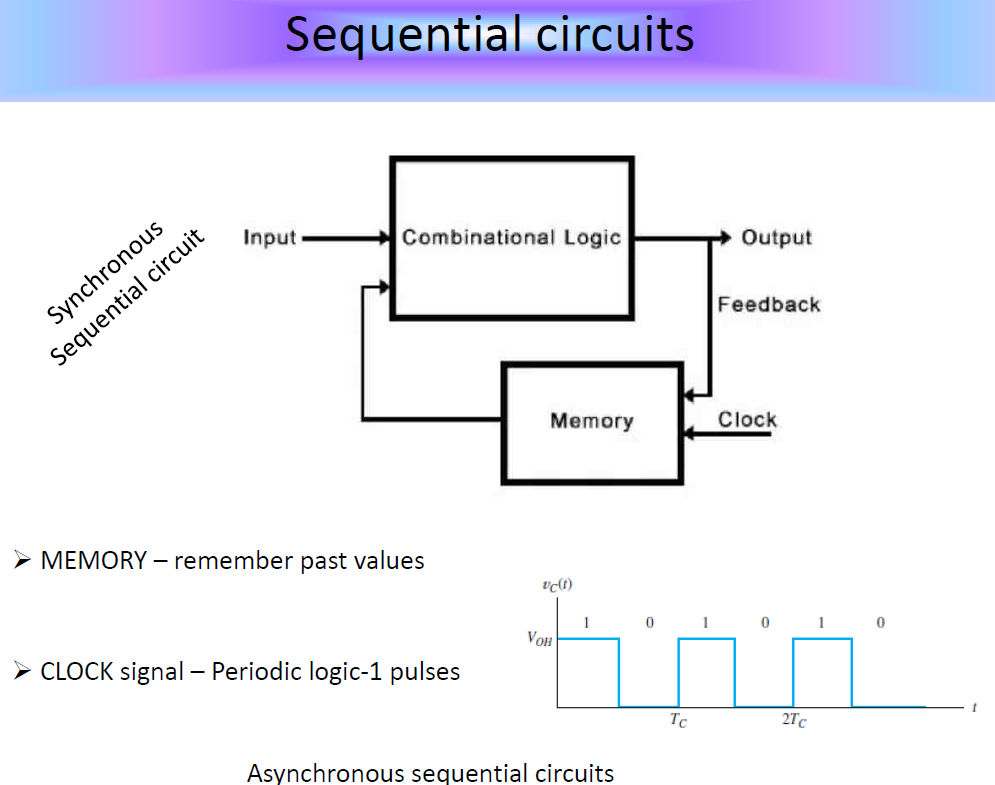 Sequential circuits
Synchronous
Sequential circuit
Input
Combinational Logic
Output
Feedback
Memory
Clock
➢ MEMORY – remember past values
➢ CLOCK signal – Periodic logic-1 pulses
v_C(t)
V_OH
1 0 1 0 1 0
T_C 2T_C t
Asynchronous sequential circuits